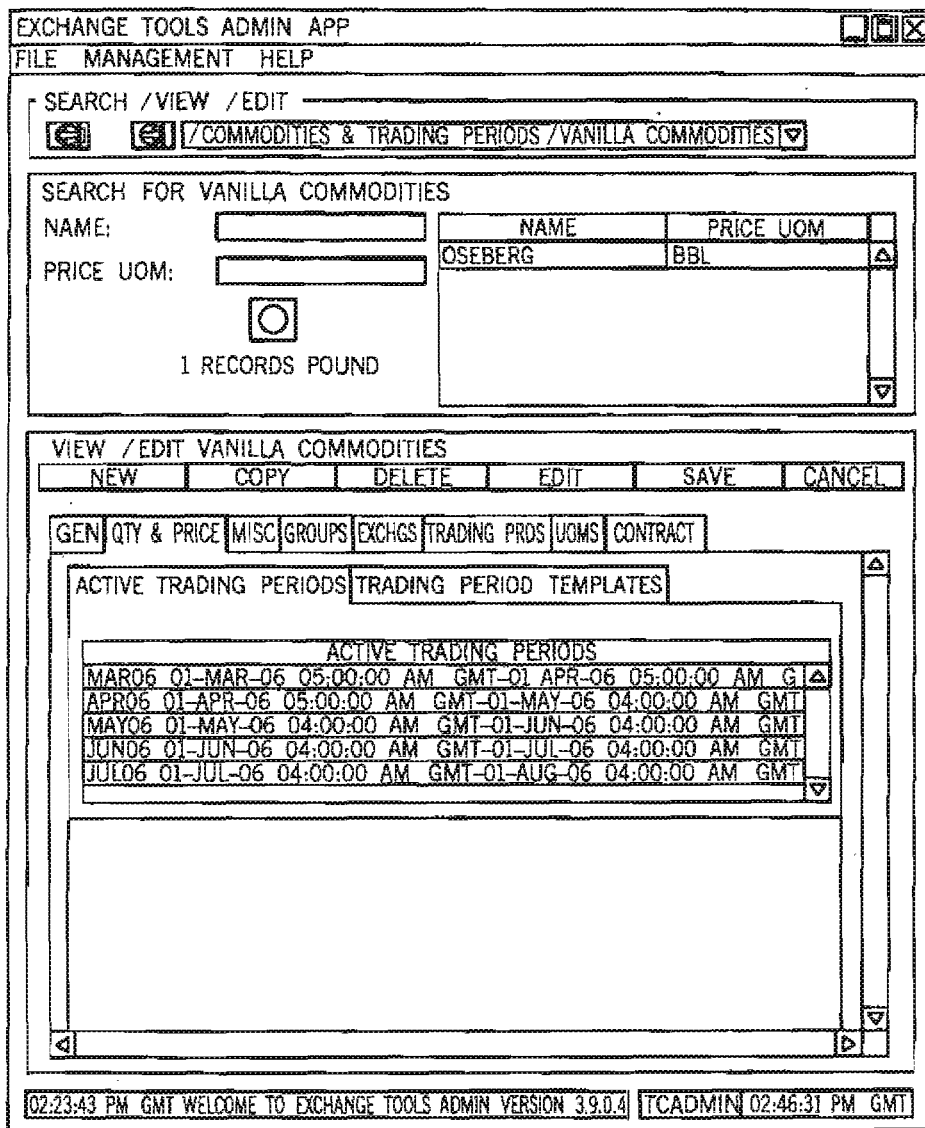 EXCHANGE TOOLS ADMIN APP
FILE MANAGEMENT HELP
SEARCH /VIEW /EDIT
/COMMODITIES & TRADING PERIODS /VANILLA COMMODITIES
SEARCH FOR VANILLA COMMODITIES
NAME:
PRICE UOM:
1 RECORDS POUND
NAME PRICE UOM
OSEBERG BBL
VIEW /EDIT VANILLA COMMODITIES
NEW COPY DELETE EDIT SAVE CANCEL
GEN QTY & PRICE MISC GROUPS EXCHGS TRADING PRDS UOMS CONTRACT
ACTIVE TRADING PERIODS TRADING PERIOD TEMPLATES
ACTIVE TRADING PERIODS
MAR06 01-MAR-06 05:00:00 AM GMT-01 APR-06 05:00:00 AM G
APR06 01-APR-06 05:00:00 AM GMT-01-MAY-06 04:00:00 AM GMT
MAY06 01-MAY-06 04:00:00 AM GMT-01-JUN-06 04:00:00 AM GMT
JUN06 01-JUN-06 04:00:00 AM GMT-01-JUL-06 04:00:00 AM GMT
JUL06 01-JUL-06 04:00:00 AM GMT-01-AUG-06 04:00:00 AM GMT
02:23:43 PM GMT WELCOME TO EXCHANGE TOOLS ADMIN VERSION 3.9.0.4 TCADMIN 02:46:31 PM GMT